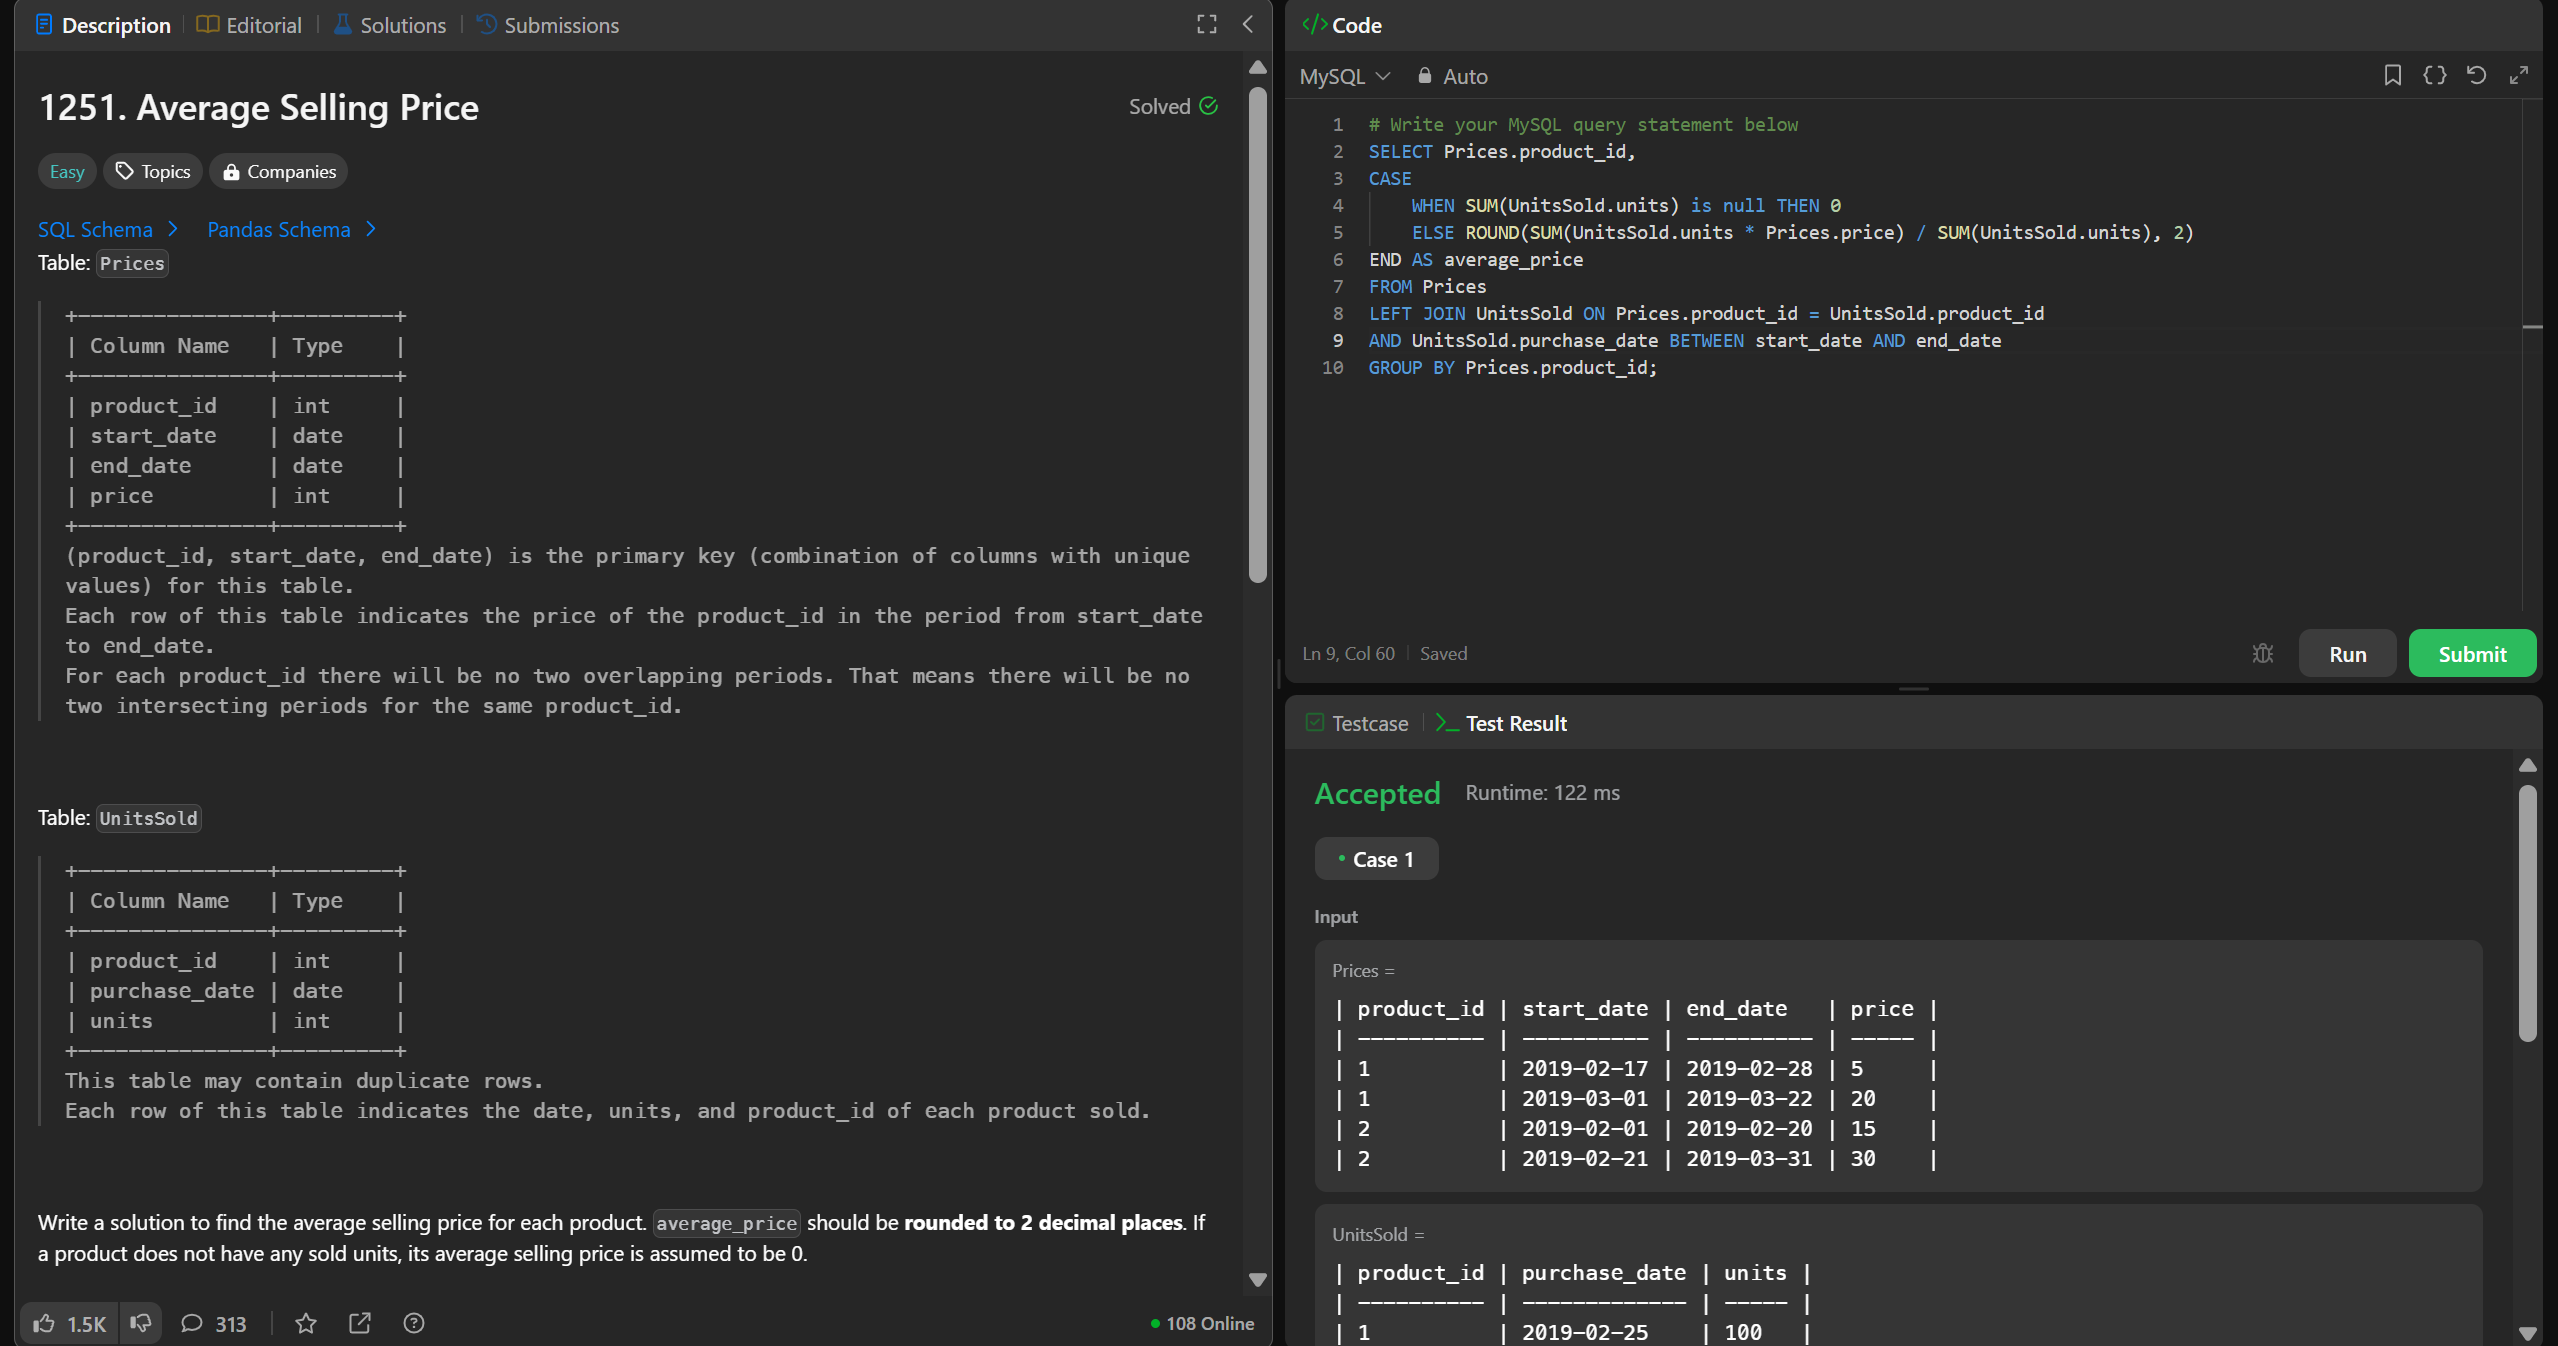 Description
Editorial
Solutions
Submissions
1251. Average Selling Price
Solved
Easy
Topics
Companies
SQL Schema
Pandas Schema
Table: Prices
+---------------+---------+
| Column Name   | Type    |
+---------------+---------+
| product_id    | int     |
| start_date    | date    |
| end_date      | date    |
| price         | int     |
+---------------+---------+
(product_id, start_date, end_date) is the primary key (combination of columns with unique
values) for this table.
Each row of this table indicates the price of the product_id in the period from start_date
to end_date.
For each product_id there will be no two overlapping periods. That means there will be no
two intersecting periods for the same product_id.
Table: UnitsSold
+---------------+---------+
| Column Name   | Type    |
+---------------+---------+
| product_id    | int     |
| purchase_date | date    |
| units         | int     |
+---------------+---------+
This table may contain duplicate rows.
Each row of this table indicates the date, units, and product_id of each product sold.
Write a solution to find the average selling price for each product. average_price should be rounded to 2 decimal places. If
a product does not have any sold units, its average selling price is assumed to be 0.
1.5K
313
108 Online
</> Code
MySQL
Auto
1 # Write your MySQL query statement below
2 SELECT Prices.product_id,
3 CASE
4     WHEN SUM(UnitsSold.units) is null THEN 0
5     ELSE ROUND(SUM(UnitsSold.units * Prices.price) / SUM(UnitsSold.units), 2)
6 END AS average_price
7 FROM Prices
8 LEFT JOIN UnitsSold ON Prices.product_id = UnitsSold.product_id
9 AND UnitsSold.purchase_date BETWEEN start_date AND end_date
10 GROUP BY Prices.product_id;
Ln 9, Col 60
Saved
Run
Submit
Testcase
Test Result
Accepted
Runtime: 122 ms
• Case 1
Input
Prices =
| product_id | start_date | end_date   | price |
| ---------- | ---------- | ---------- | ----- |
| 1          | 2019-02-17 | 2019-02-28 | 5     |
| 1          | 2019-03-01 | 2019-03-22 | 20    |
| 2          | 2019-02-01 | 2019-02-20 | 15    |
| 2          | 2019-02-21 | 2019-03-31 | 30    |
UnitsSold =
| product_id | purchase_date | units |
| ---------- | ------------- | ----- |
| 1          | 2019-02-25    | 100   |